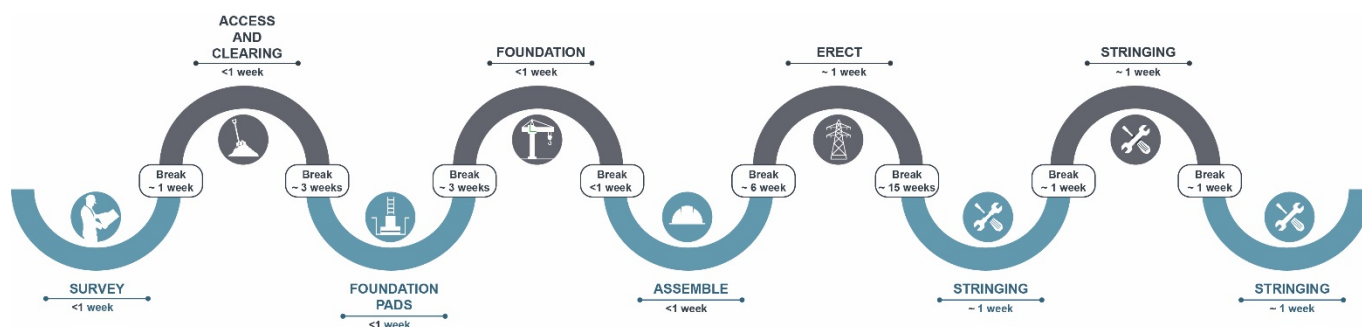 ACCESS
AND
CLEARING
<1 week
FOUNDATION
<1 week
ERECT
~ 1 week
STRINGING
~ 1 week
Break
~ 1 week
Break
~ 3 weeks
Break
~ 3 weeks
Break
<1 week
Break
~ 6 week
Break
~ 15 weeks
Break
~ 1 week
Break
~ 1 week
SURVEY
<1 week
FOUNDATION
PADS
<1 week
ASSEMBLE
<1 week
STRINGING
~ 1 week
STRINGING
~ 1 week